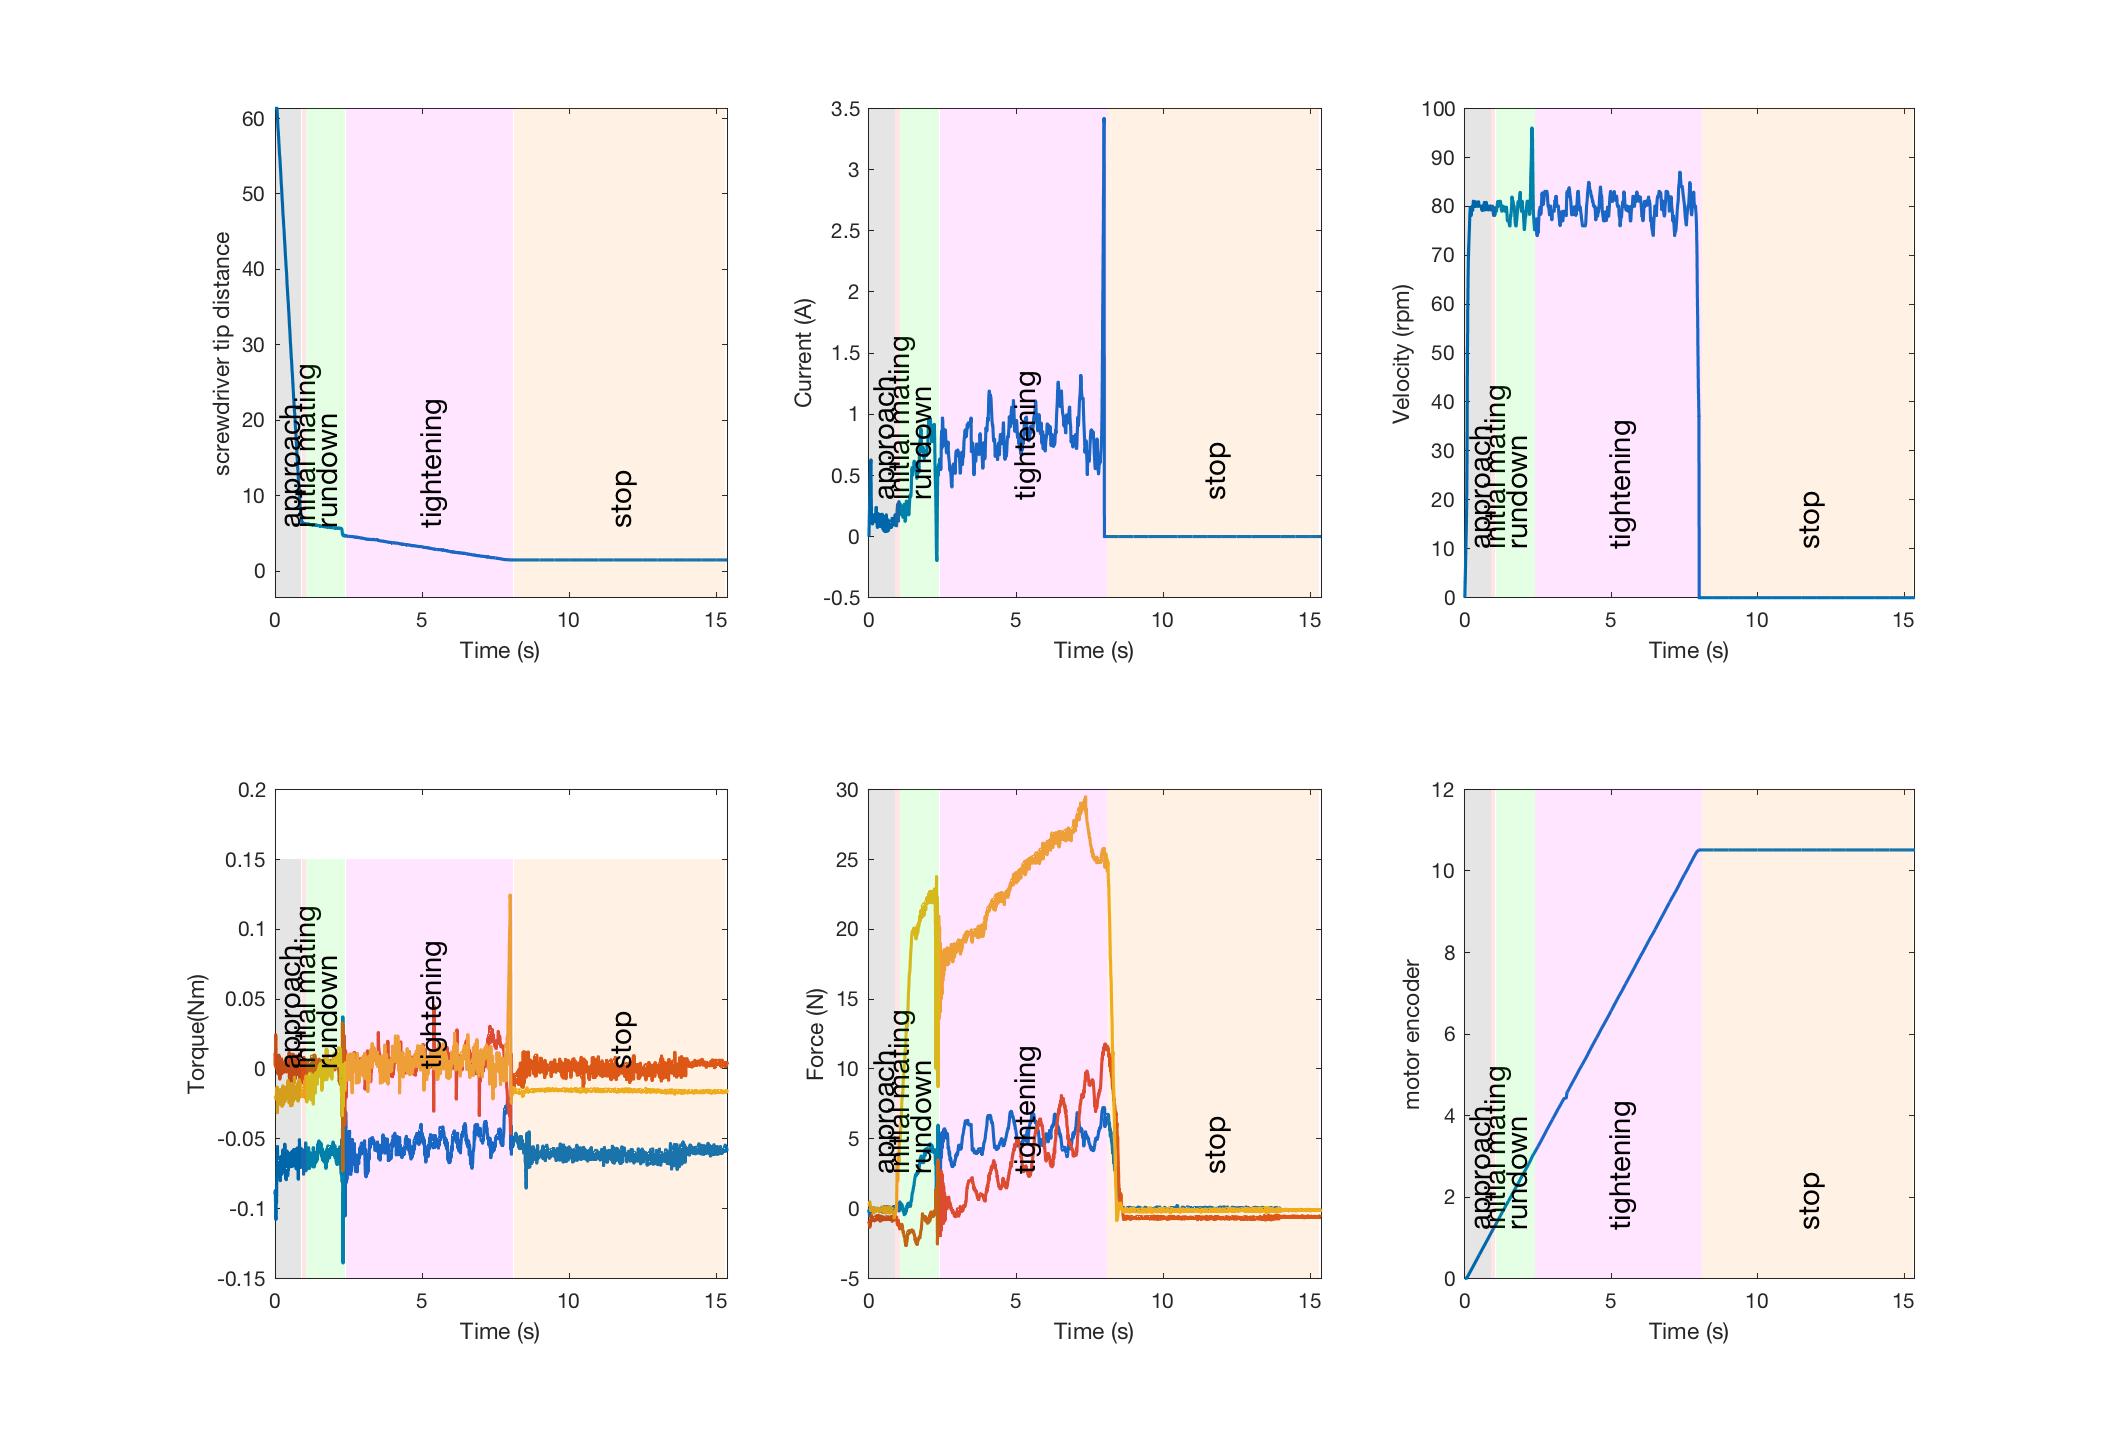 60
50
40
30
20
10
0
screwdriver tip distance
approach
initial mating
rundown
tightening
stop
0 5 10 15
Time (s)
3.5
3
2.5
2
1.5
1
0.5
0
-0.5
Current (A)
approach
initial mating
rundown
tightening
stop
0 5 10 15
Time (s)
100
90
80
70
60
50
40
30
20
10
0
Velocity (rpm)
approach
initial mating
rundown
tightening
stop
0 5 10 15
Time (s)
0.2
0.15
0.1
0.05
0
-0.05
-0.1
-0.15
Torque(Nm)
approach
initial mating
rundown
tightening
stop
0 5 10 15
Time (s)
30
25
20
15
10
5
0
-5
Force (N)
approach
initial mating
rundown
tightening
stop
0 5 10 15
Time (s)
12
10
8
6
4
2
0
motor encoder
approach
initial mating
rundown
tightening
stop
0 5 10 15
Time (s)